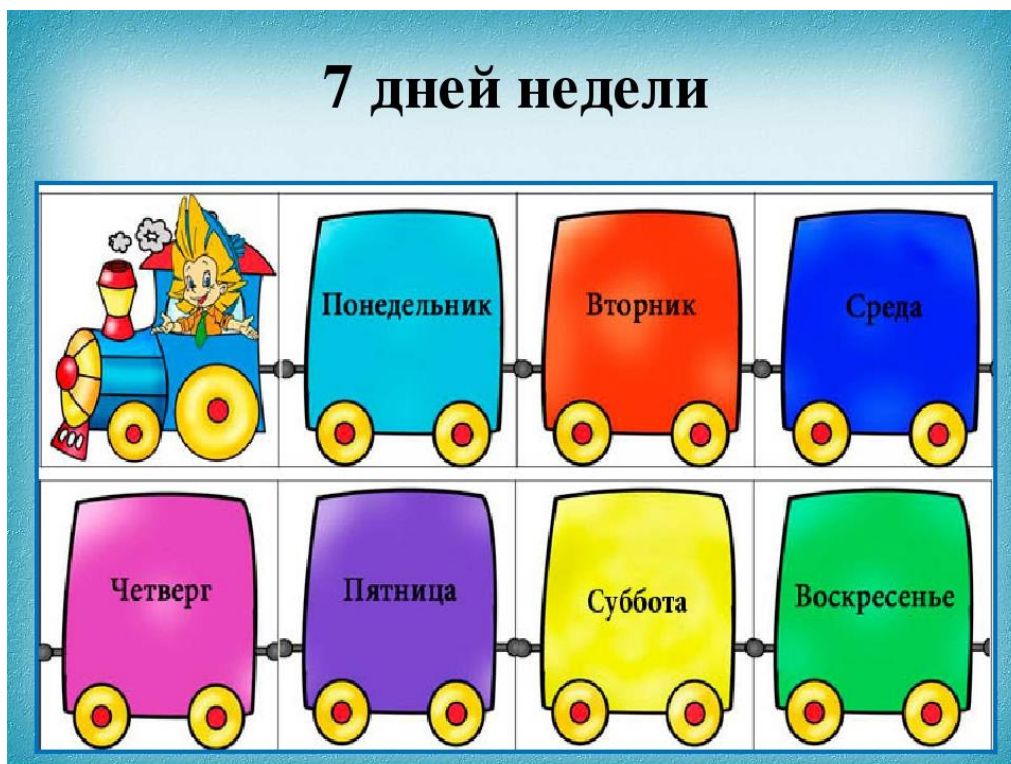 7 дней недели
Понедельник
Вторник
Среда
Четверг
Пятница
Суббота
Воскресенье